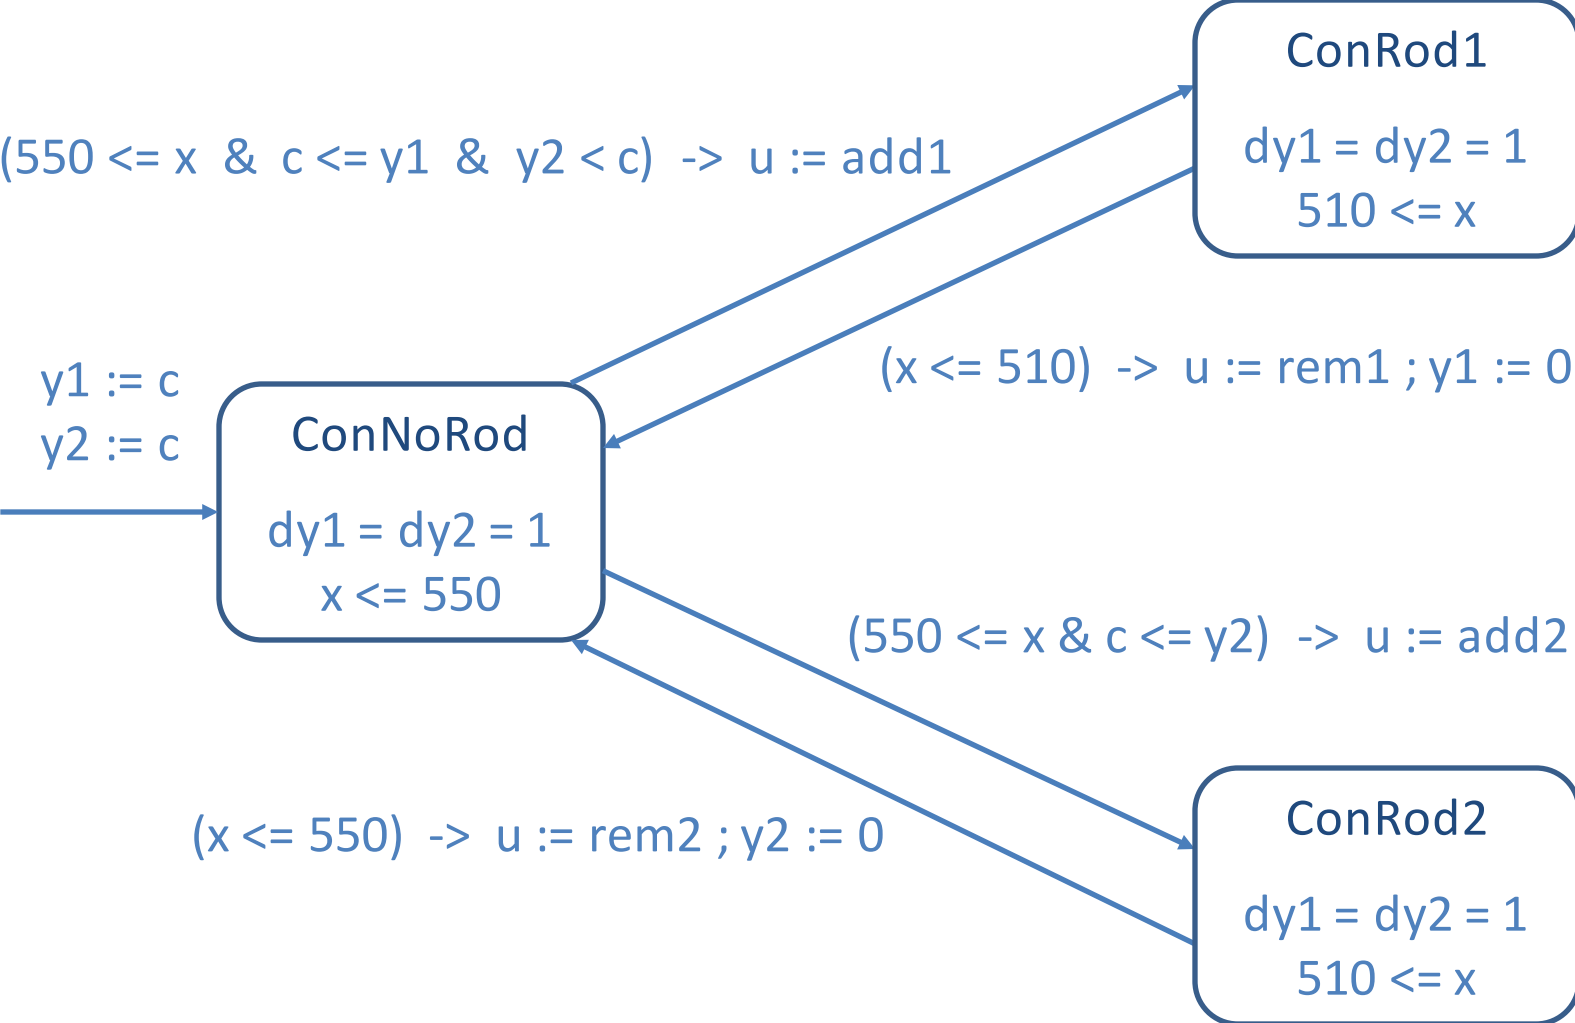 ConRod1
dy1 = dy2 = 1
510 <= x
(550 <= x & c <= y1 & y2 < c) -> u := add1
(x <= 510) -> u := rem1 ; y1 := 0
y1 := c
y2 := c
ConNoRod
dy1 = dy2 = 1
x <= 550
(550 <= x & c <= y2) -> u := add2
(x <= 550) -> u := rem2 ; y2 := 0
ConRod2
dy1 = dy2 = 1
510 <= x